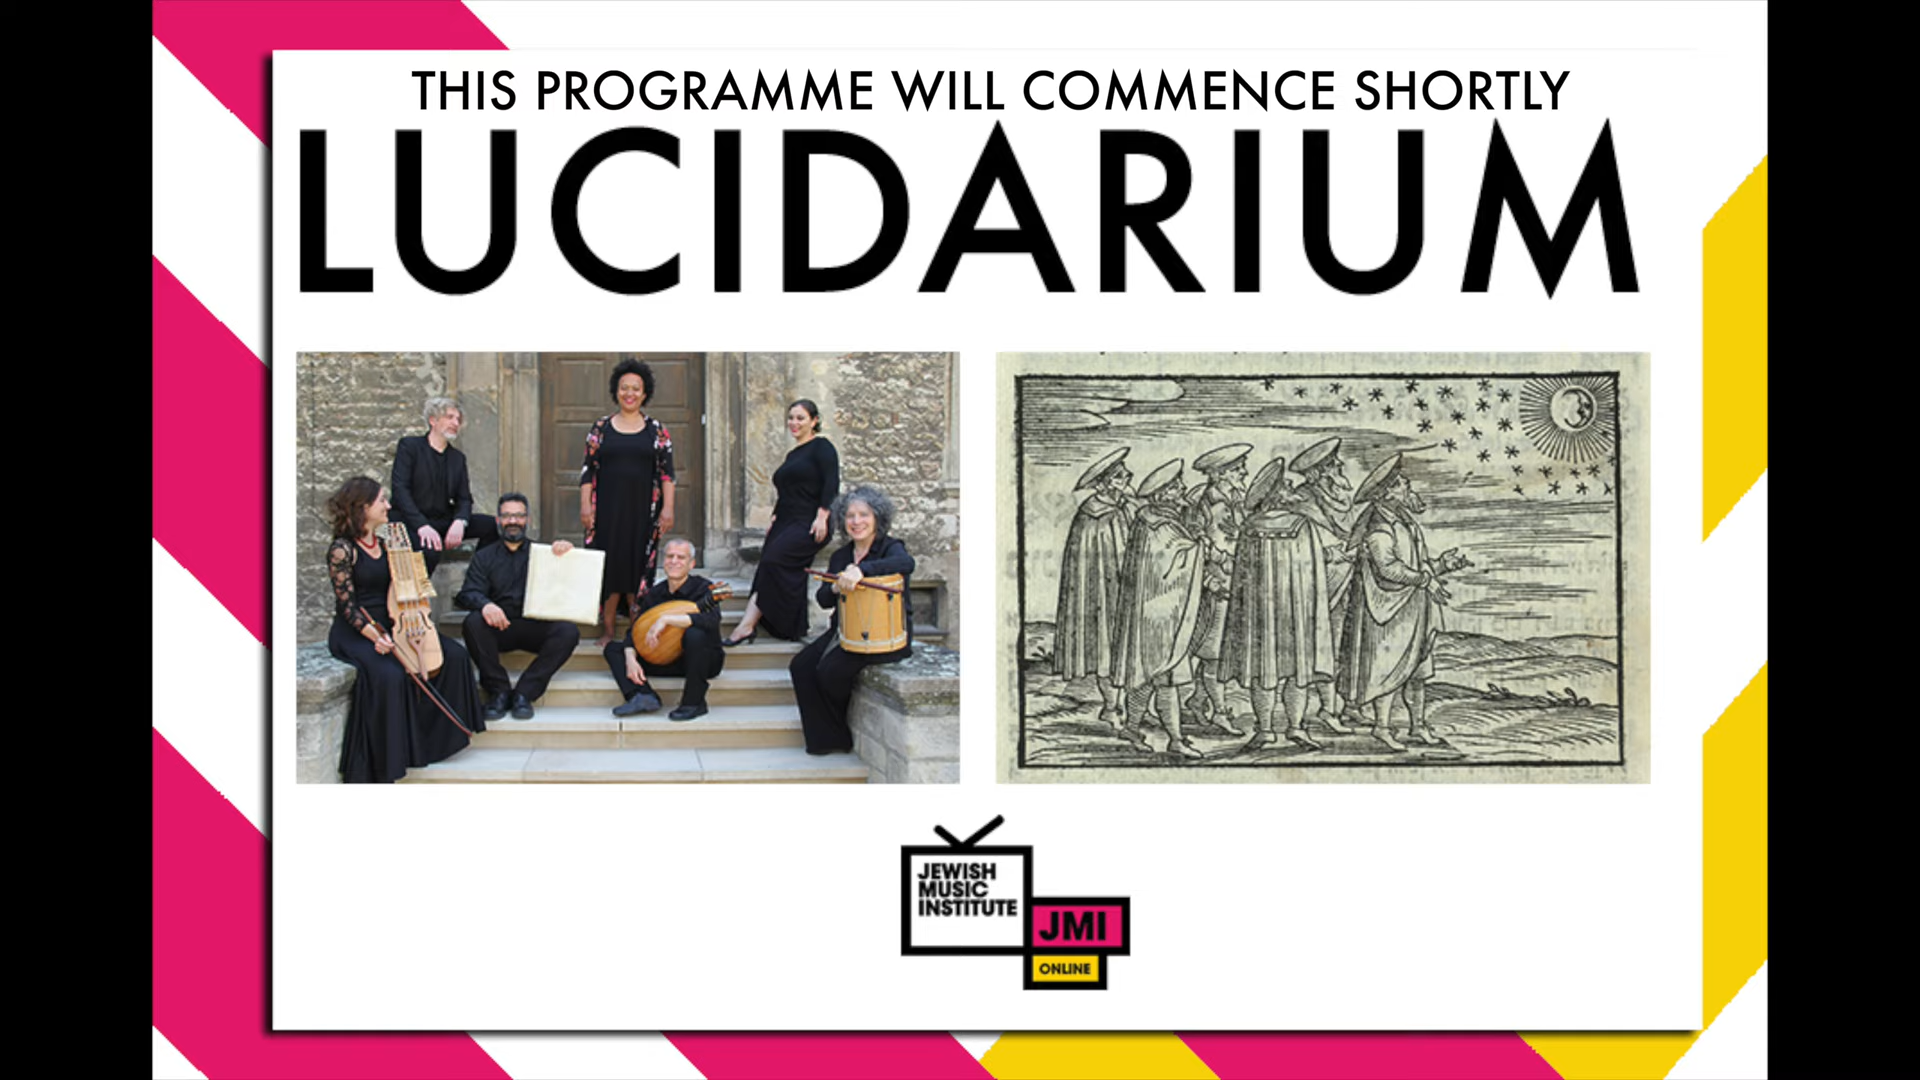 THIS PROGRAMME WILL COMMENCE SHORTLY
LUCIDARIUM
JEWISH
MUSIC
INSTITUTE
JMI
ONLINE